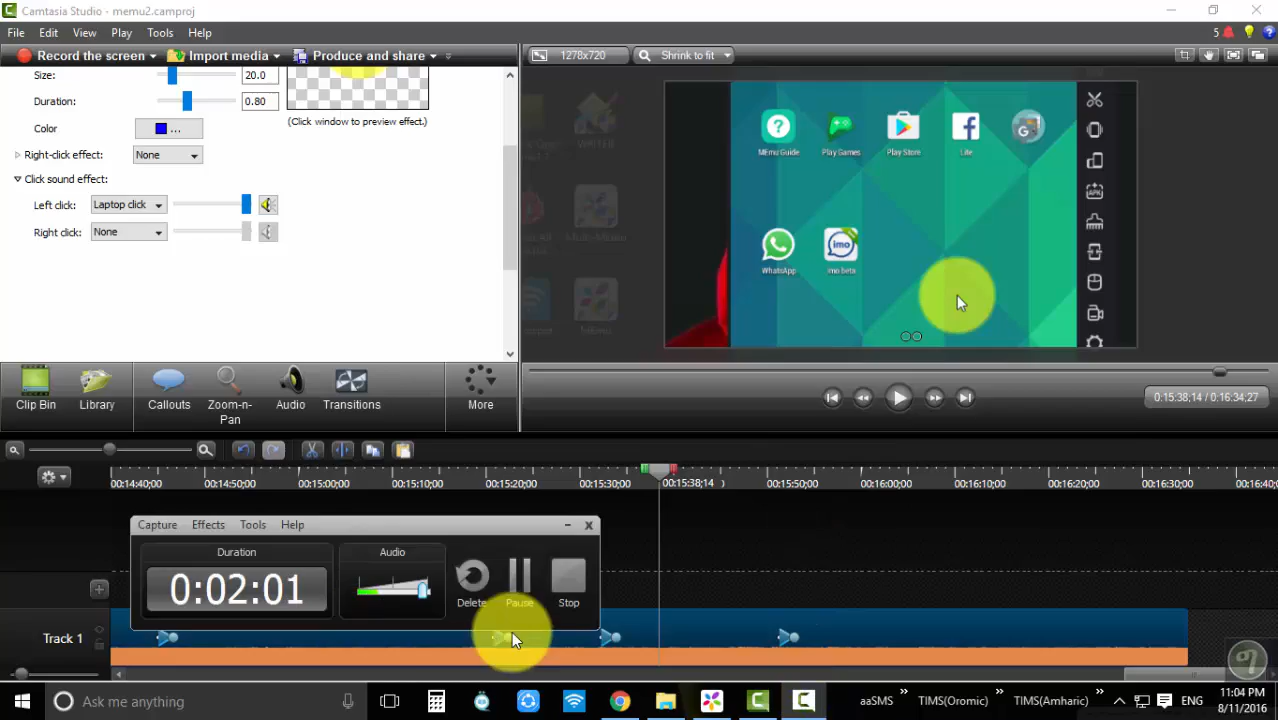 Camtasia Studio - memu2.camproj
File Edit View Play Tools Help
5
Record the screen Import media Produce and share
1278x720 Shrink to fit
Size: 20.0
Duration: 0.80
(Click window to preview effect.)
Color ...
Right-click effect: None
Click sound effect:
Left click: Laptop click
Right click: None
WRITER
MEmu
MEmu Guide Play Games Play Store Lite
G
WhatsApp imo beta
imo
APK
Clip Bin Library Callouts Zoom-n-Pan Audio Transitions More
0:15:38;14 / 0:16:34;27
00:14:40;00 00:14:50;00 00:15:00;00 00:15:10;00 00:15:20;00 00:15:30;00 00:15:38;14 00:15:50;00 00:16:00;00 00:16:10;00 00:16:20;00 00:16:30;00 00:16:40;
Capture Effects Tools Help
Duration Audio
0:02:01
Delete Pause Stop
Track 1
Ask me anything
aaSMS » TIMS(Oromic) » TIMS(Amharic) » ENG
11:04 PM
8/11/2016